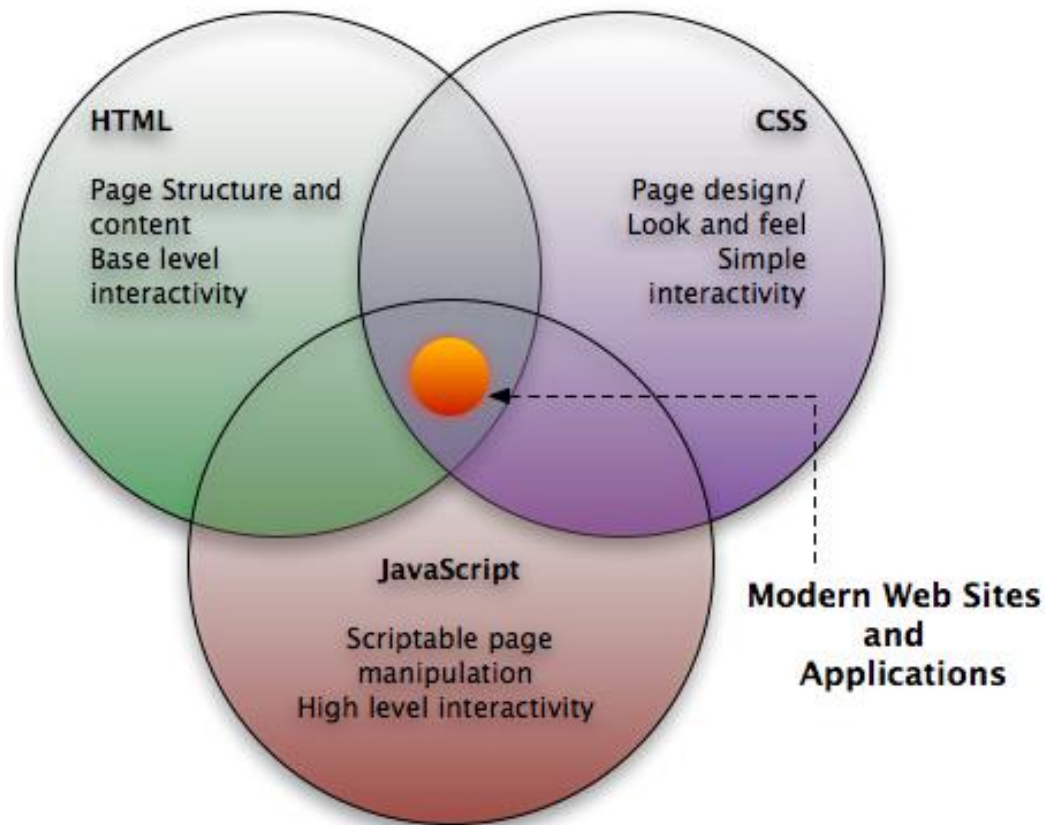 HTML
Page Structure and
content
Base level
interactivity
CSS
Page design/
Look and feel
Simple
interactivity
JavaScript
Scriptable page
manipulation
High level interactivity
Modern Web Sites
and
Applications